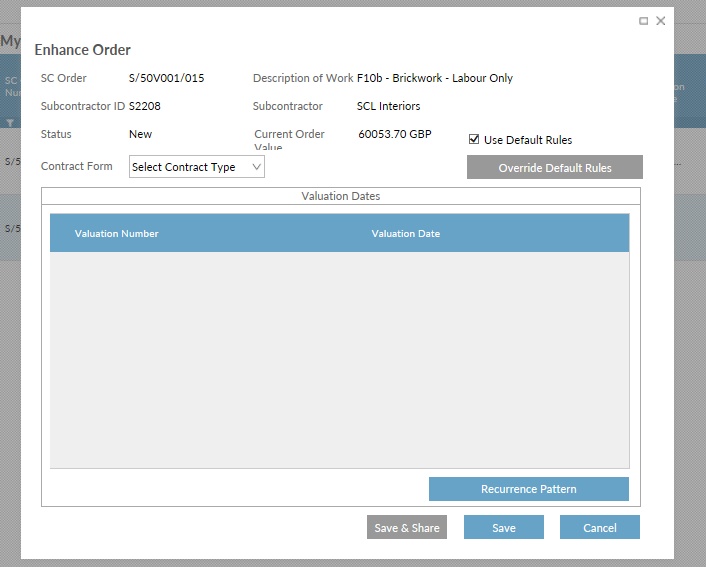 My
Enhance Order
SC Order S/50V001/015 Description of Work F10b - Brickwork - Labour Only
Subcontractor ID S2208 Subcontractor SCL Interiors
Status New Current Order Value 60053.70 GBP Use Default Rules
Contract Form Select Contract Type Override Default Rules
Valuation Dates
Valuation Number Valuation Date
Recurrence Pattern
Save & Share Save Cancel
SC
Nur
S/5
S/5